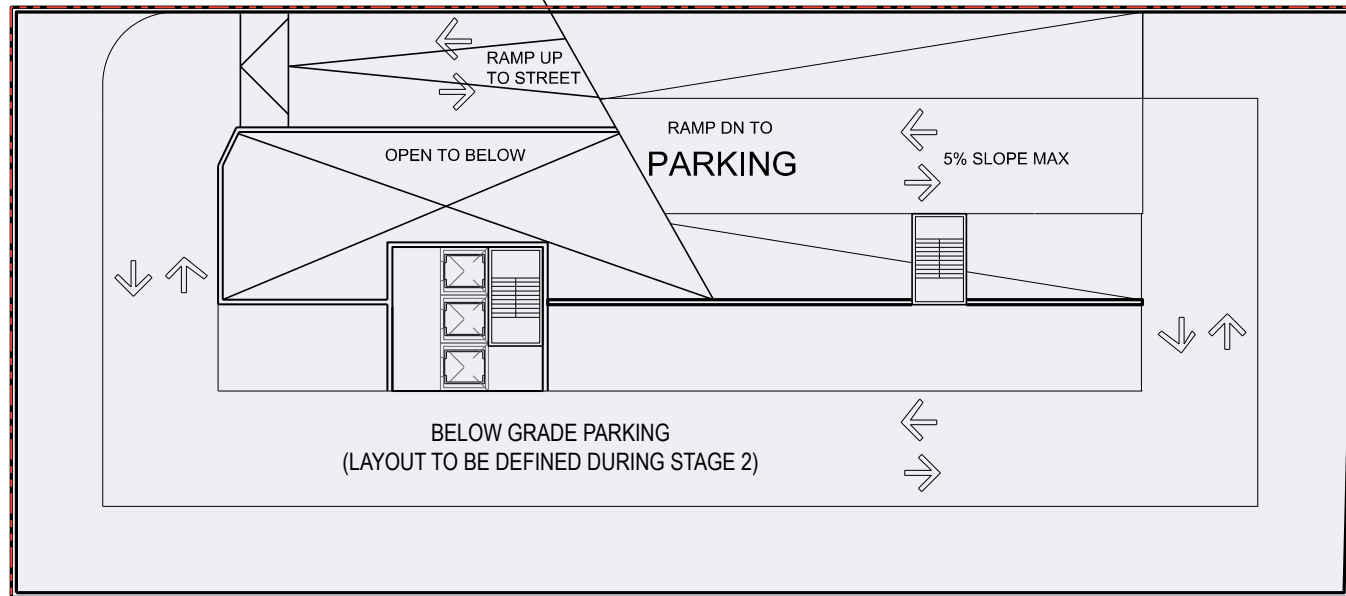 RAMP UP
TO STREET
OPEN TO BELOW
RAMP DN TO
PARKING
5% SLOPE MAX
BELOW GRADE PARKING
(LAYOUT TO BE DEFINED DURING STAGE 2)